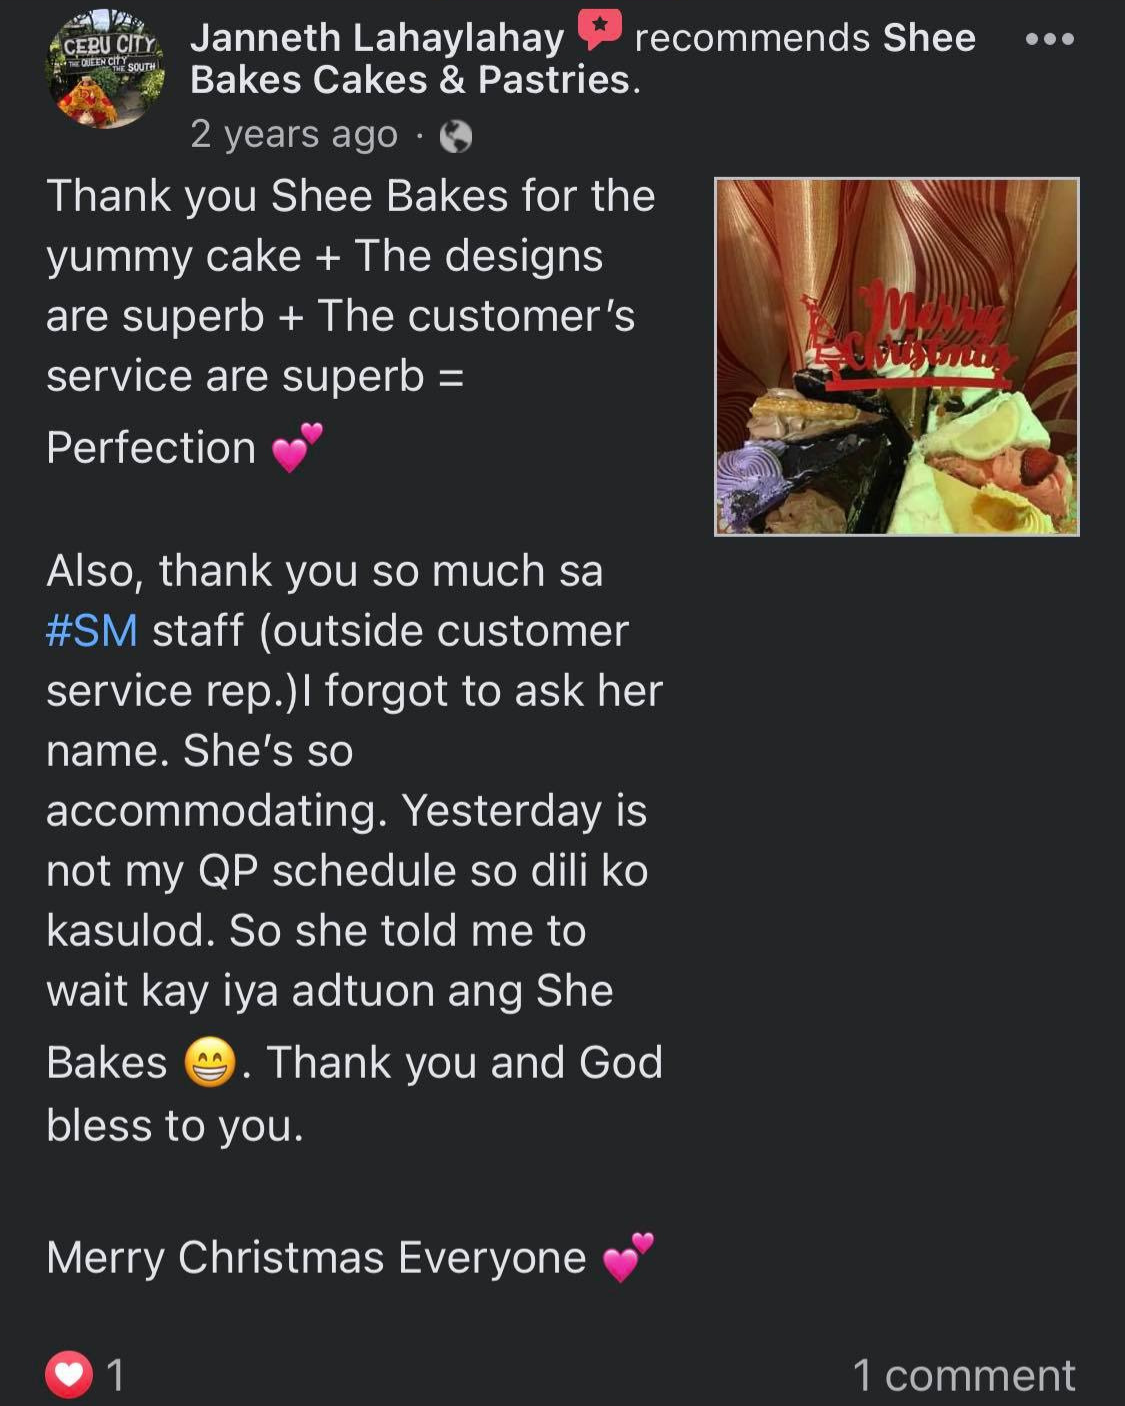 CEBU CITY
THE QUEEN CITY
THE SOUTH
Janneth Lahaylahay recommends Shee
Bakes Cakes & Pastries.
2 years ago ·
Thank you Shee Bakes for the
yummy cake + The designs
are superb + The customer's
service are superb =
Perfection 💕
Merry
Christmas
Also, thank you so much sa
#SM staff (outside customer
service rep.)I forgot to ask her
name. She's so
accommodating. Yesterday is
not my QP schedule so dili ko
kasulod. So she told me to
wait kay iya adtuon ang She
Bakes 😁. Thank you and God
bless to you.
Merry Christmas Everyone 💕
1
1 comment